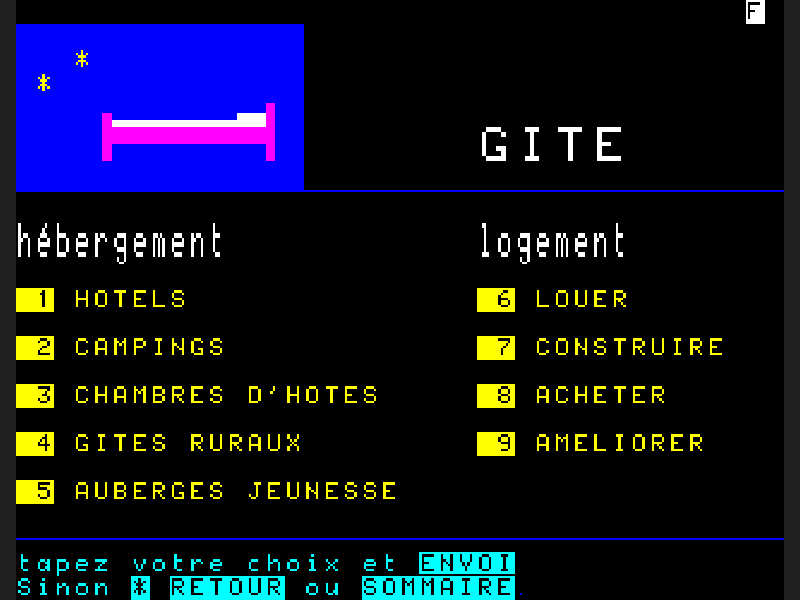 F
*
*
GITE
hébergement
logement
1 HOTELS
6 LOUER
2 CAMPINGS
7 CONSTRUIRE
3 CHAMBRES D'HOTES
8 ACHETER
4 GITES RURAUX
9 AMELIORER
5 AUBERGES JEUNESSE
tapez votre choix et ENVOI
Sinon * RETOUR ou SOMMAIRE